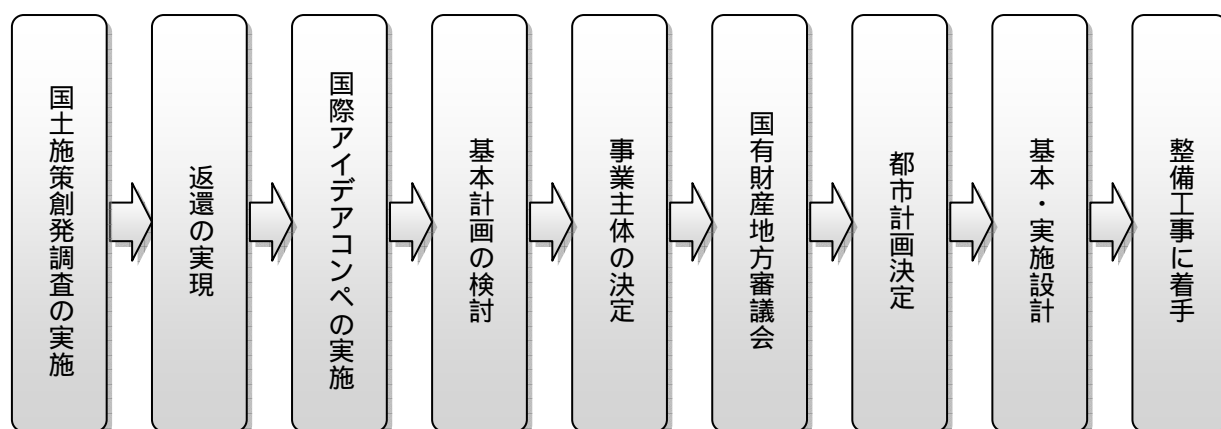 国土施策創発調査の実施
返還の実現
国際アイデアコンペの実施
基本計画の検討
事業主体の決定
国有財産地方審議会
都市計画決定
基本・実施設計
整備工事に着手